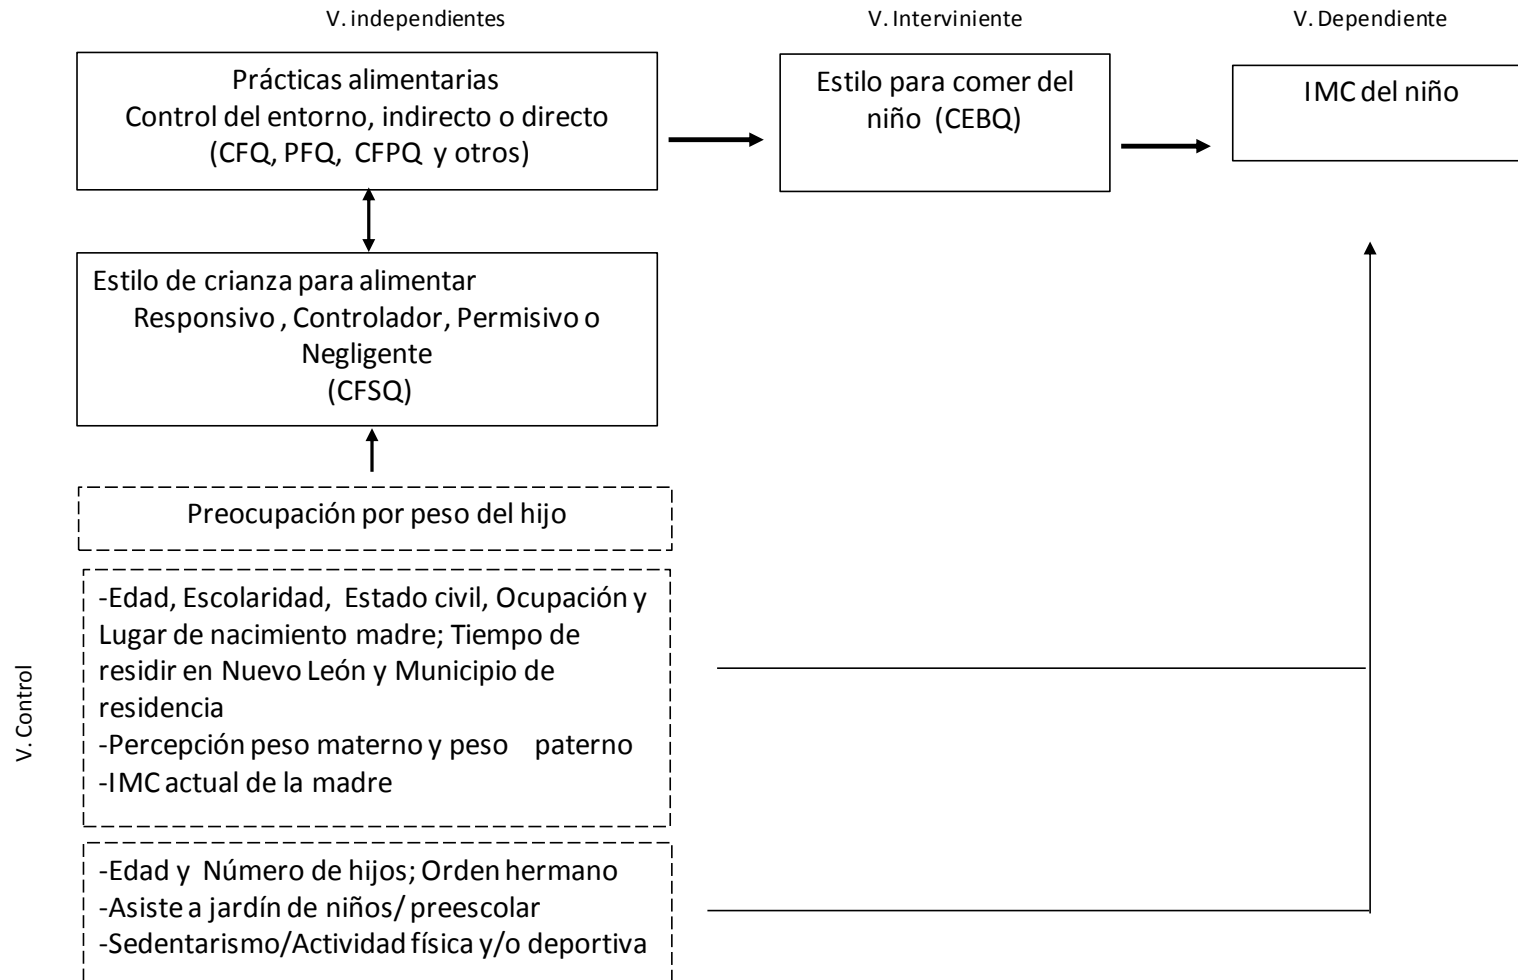 V. independientes
V. Interviniente
V. Dependiente
Prácticas alimentarias
Control del entorno, indirecto o directo
(CFQ, PFQ, CFPQ y otros)
Estilo para comer del
niño (CEBQ)
IMC del niño
Estilo de crianza para alimentar
Responsivo , Controlador, Permisivo o
Negligente
(CFSQ)
Preocupación por peso del hijo
V. Control
-Edad, Escolaridad, Estado civil, Ocupación y
Lugar de nacimiento madre; Tiempo de
residir en Nuevo León y Municipio de
residencia
-Percepción peso materno y peso paterno
-IMC actual de la madre
-Edad y Número de hijos; Orden hermano
-Asiste a jardín de niños/ preescolar
-Sedentarismo/Actividad física y/o deportiva